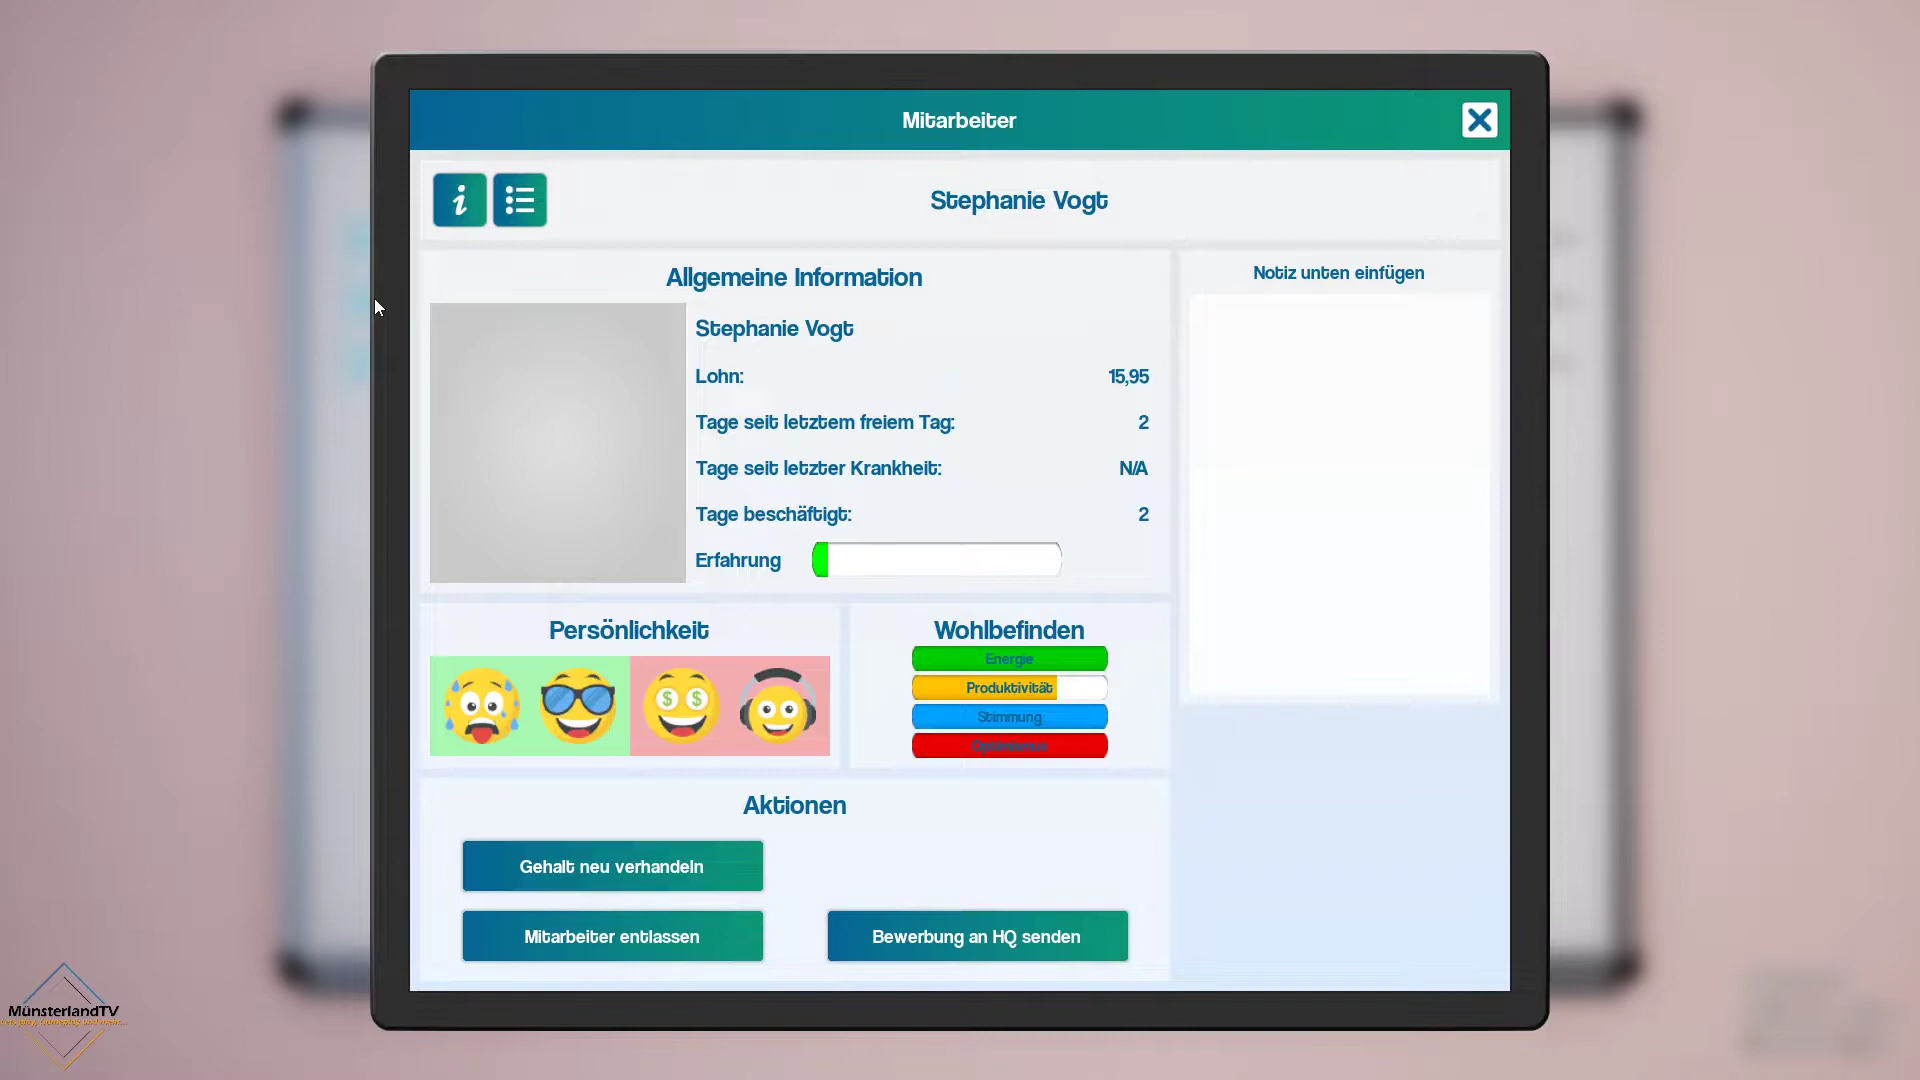 Mitarbeiter
Stephanie Vogt
Allgemeine Information
Stephanie Vogt
Lohn: 15,95
Tage seit letztem freiem Tag: 2
Tage seit letzter Krankheit: N/A
Tage beschäftigt: 2
Erfahrung
Notiz unten einfügen
Persönlichkeit
Wohlbefinden
Energie
Produktivität
Stimmung
Optimismus
Aktionen
Gehalt neu verhandeln
Mitarbeiter entlassen
Bewerbung an HQ senden
MünsterlandTV